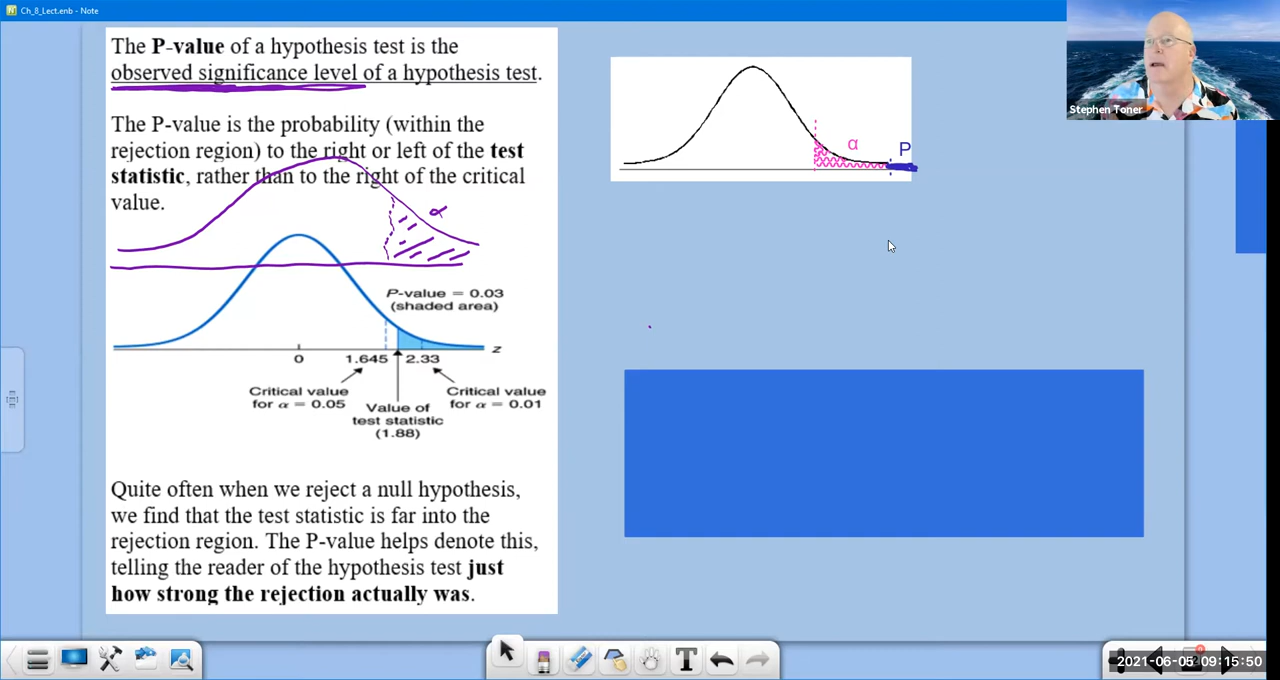 Ch_8_Lect.enb - Note
The P-value of a hypothesis test is the
observed significance level of a hypothesis test.
The P-value is the probability (within the
rejection region) to the right or left of the test
statistic, rather than to the right of the critical
value.
α
P-value = 0.03
(shaded area)
0
1.645
2.33
z
Critical value
for α = 0.05
Value of
test statistic
(1.88)
Critical value
for α = 0.01
Quite often when we reject a null hypothesis,
we find that the test statistic is far into the
rejection region. The P-value helps denote this,
telling the reader of the hypothesis test just
how strong the rejection actually was.
α
P
Stephen Toner
2021-06-05 09:15:50